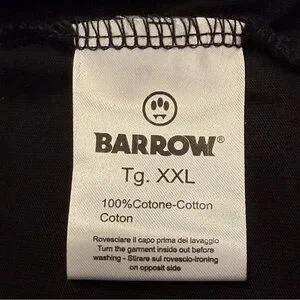 BARROW®
Tg. XXL
100%Cotone-Cotton
Coton
Rovesciare il capo prima del lavaggio
Turn the garment inside out before
washing - Stirare sul rovescio-ironing
on opposite side